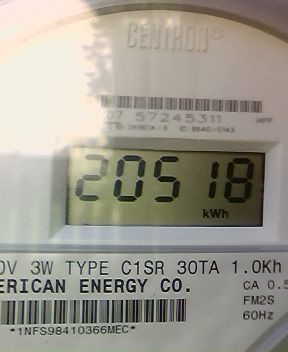 CENTRON®
07 57245311
20518
kWh
0V 3W TYPE C1SR 30TA 1.0Kh
ERICAN ENERGY CO.
CA 0.5
FM2S
60Hz
*1NFS98410366MEC*